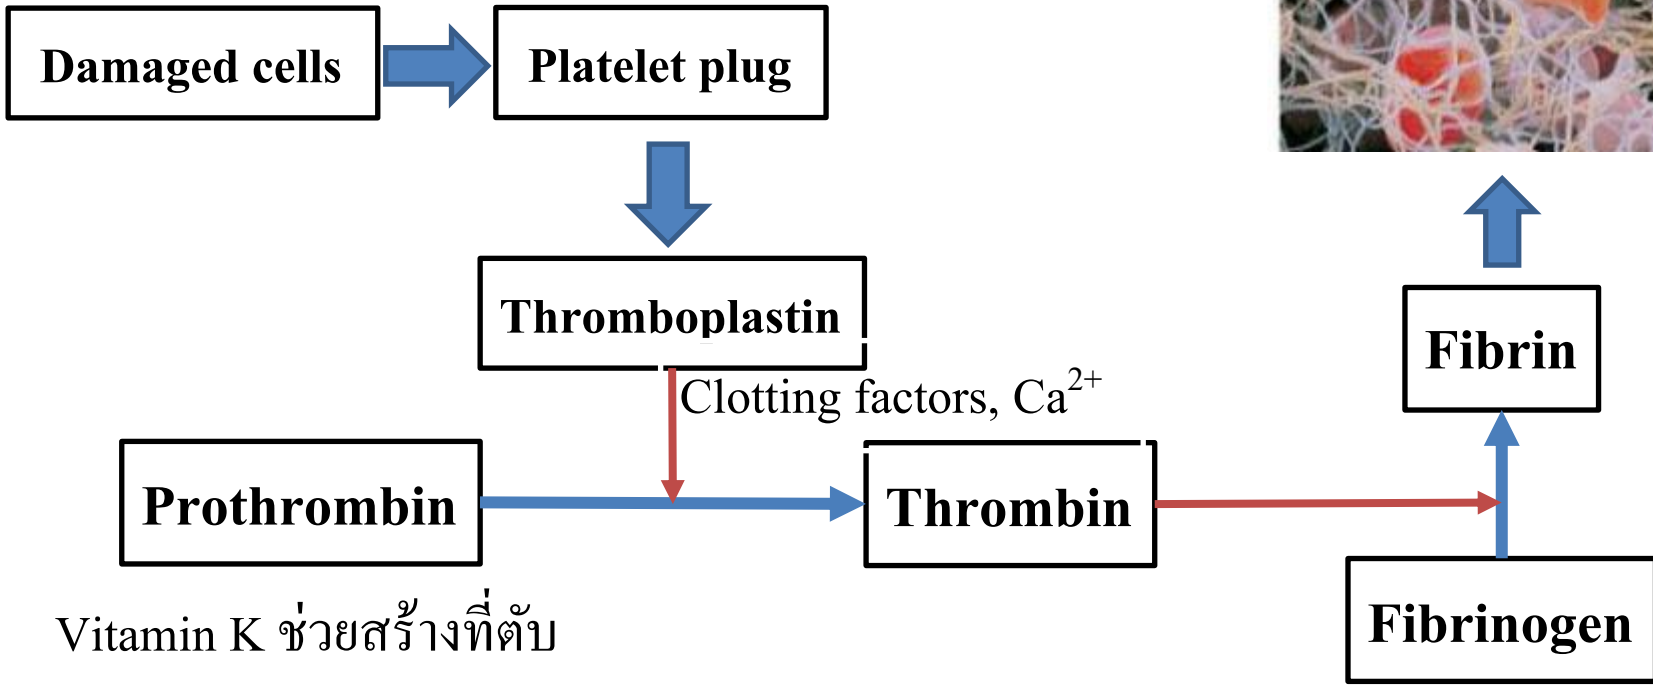 Damaged cells
Platelet plug
Thromboplastin
Clotting factors, Ca²⁺
Fibrin
Prothrombin
Thrombin
Fibrinogen
Vitamin K ช่วยสร้างที่ตับ